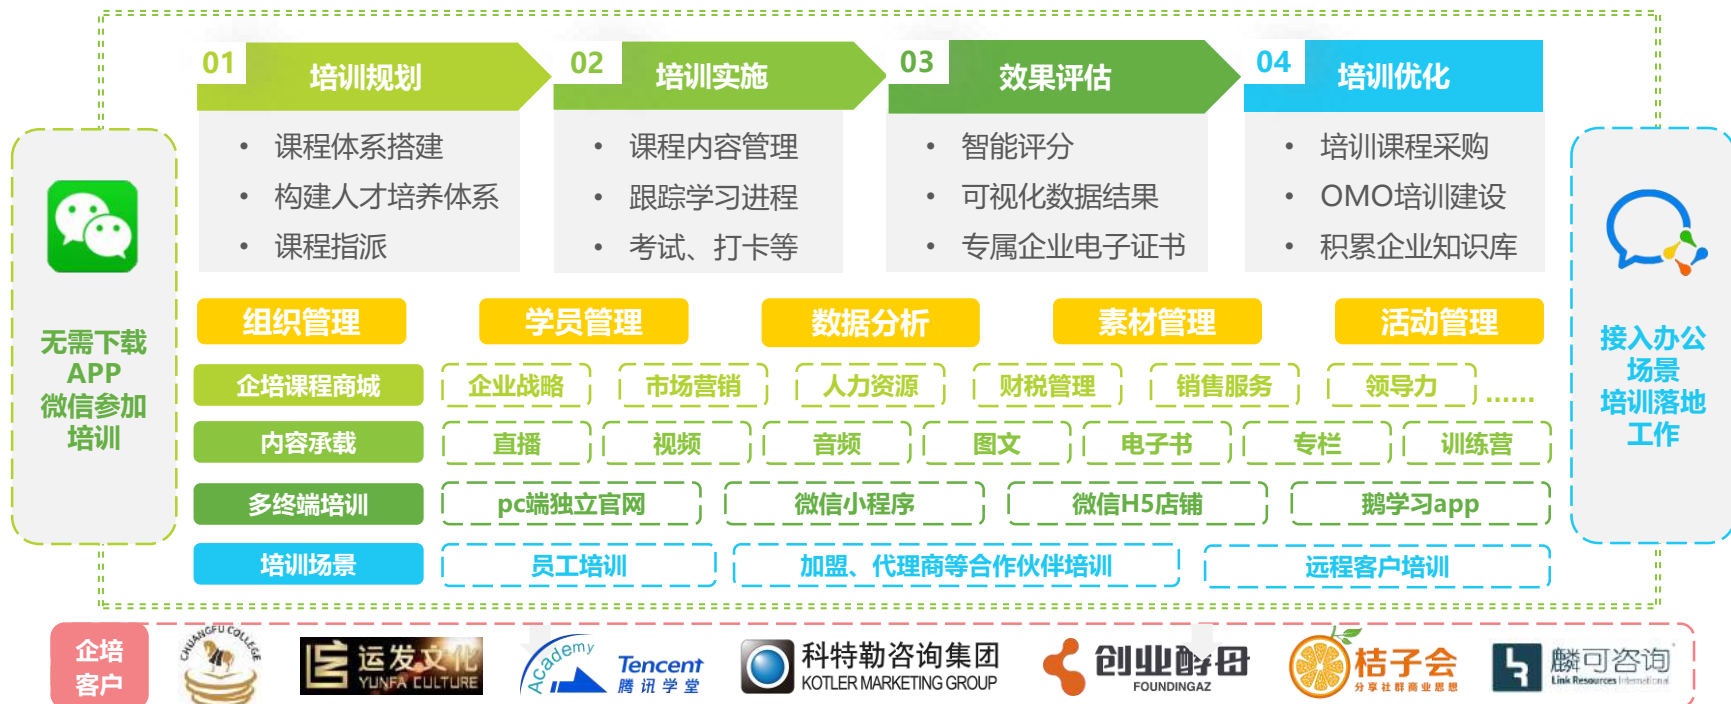 01
培训规划
02
培训实施
03
效果评估
04
培训优化
• 课程体系搭建
• 构建人才培养体系
• 课程指派
• 课程内容管理
• 跟踪学习进程
• 考试、打卡等
• 智能评分
• 可视化数据结果
• 专属企业电子证书
• 培训课程采购
• OMO培训建设
• 积累企业知识库
无需下载
APP
微信参加
培训
接入办公
场景
培训落地
工作
组织管理 学员管理 数据分析 素材管理 活动管理
企培课程商城 企业战略 市场营销 人力资源 财税管理 销售服务 领导力 ……
内容承载 直播 视频 音频 图文 电子书 专栏 训练营
多终端培训 pc端独立官网 微信小程序 微信H5店铺 鹅学习app
培训场景 员工培训 加盟、代理商等合作伙伴培训 远程客户培训
企培
客户
CHUANGFU COLLEGE
运发文化
YUNFA CULTURE
Academy
Tencent
腾讯学堂
科特勒咨询集团
KOTLER MARKETING GROUP
创业酵母
FOUNDINGAZ
桔子会
分享社群商业思想
麟可咨询
Link Resources International